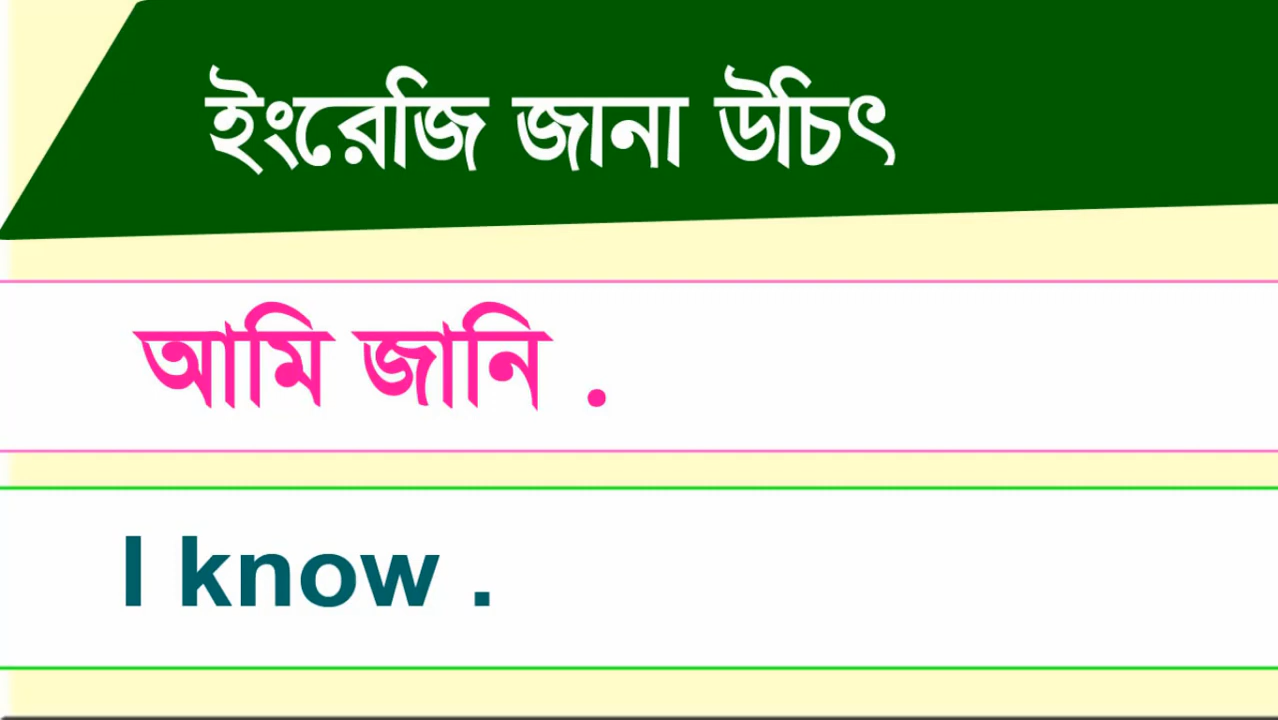 ইংরেজি জানা উচিৎ
আমি জানি .
I know .